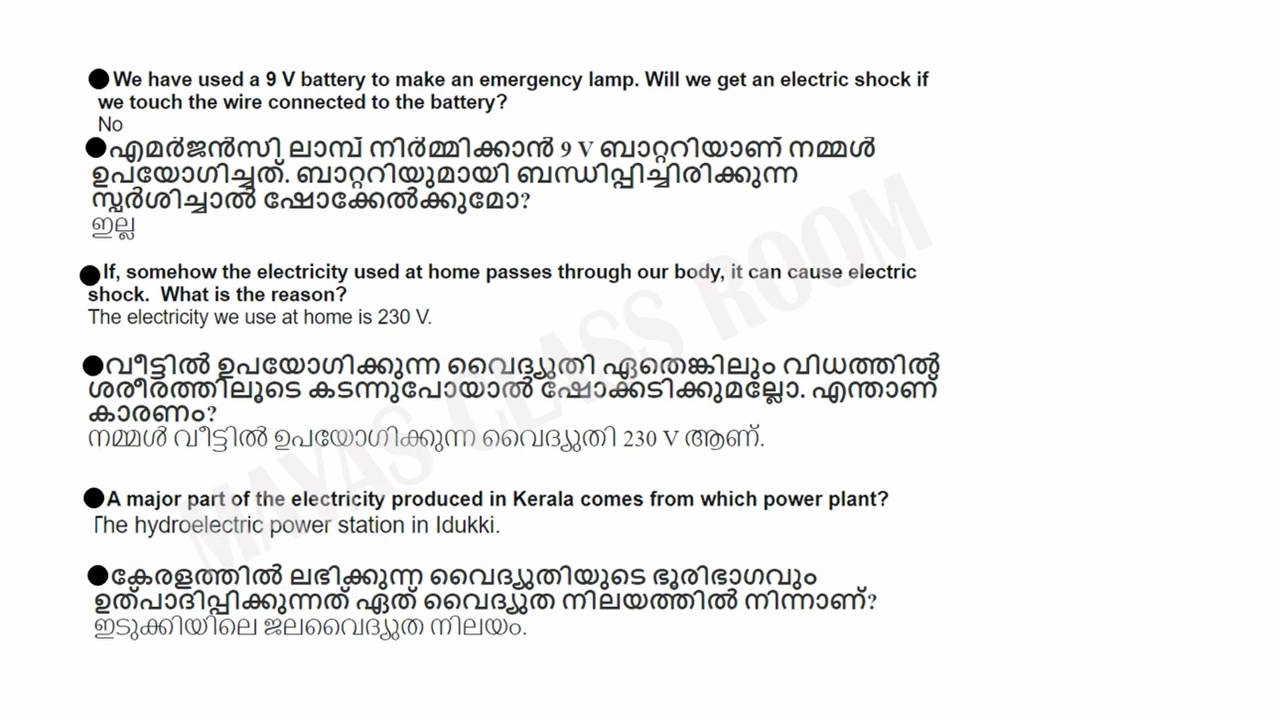 ● We have used a 9 V battery to make an emergency lamp. Will we get an electric shock if
we touch the wire connected to the battery?
No
● എമർജൻസി ലാമ്പ് നിർമ്മിക്കാൻ 9 V ബാറ്ററിയാണ് നമ്മൾ
ഉപയോഗിച്ചത്. ബാറ്ററിയുമായി ബന്ധിപ്പിച്ചിരിക്കുന്ന
സ്പർശിച്ചാൽ ഷോക്കേൽക്കുമോ?
ഇല്ല
● If, somehow the electricity used at home passes through our body, it can cause electric
shock. What is the reason?
The electricity we use at home is 230 V.
● വീട്ടിൽ ഉപയോഗിക്കുന്ന വൈദ്യുതി ഏതെങ്കിലും വിധത്തിൽ
ശരീരത്തിലൂടെ കടന്നുപോയാൽ ഷോക്കടിക്കുമല്ലോ. എന്താണ്
കാരണം?
നമ്മൾ വീട്ടിൽ ഉപയോഗിക്കുന്ന വൈദ്യുതി 230 V ആണ്.
● A major part of the electricity produced in Kerala comes from which power plant?
The hydroelectric power station in Idukki.
● കേരളത്തിൽ ലഭിക്കുന്ന വൈദ്യുതിയുടെ ഭൂരിഭാഗവും
ഉത്പാദിപ്പിക്കുന്നത് ഏത് വൈദ്യുത നിലയത്തിൽ നിന്നാണ്?
ഇടുക്കിയിലെ ജലവൈദ്യുത നിലയം.
MAYAS CLASS ROOM